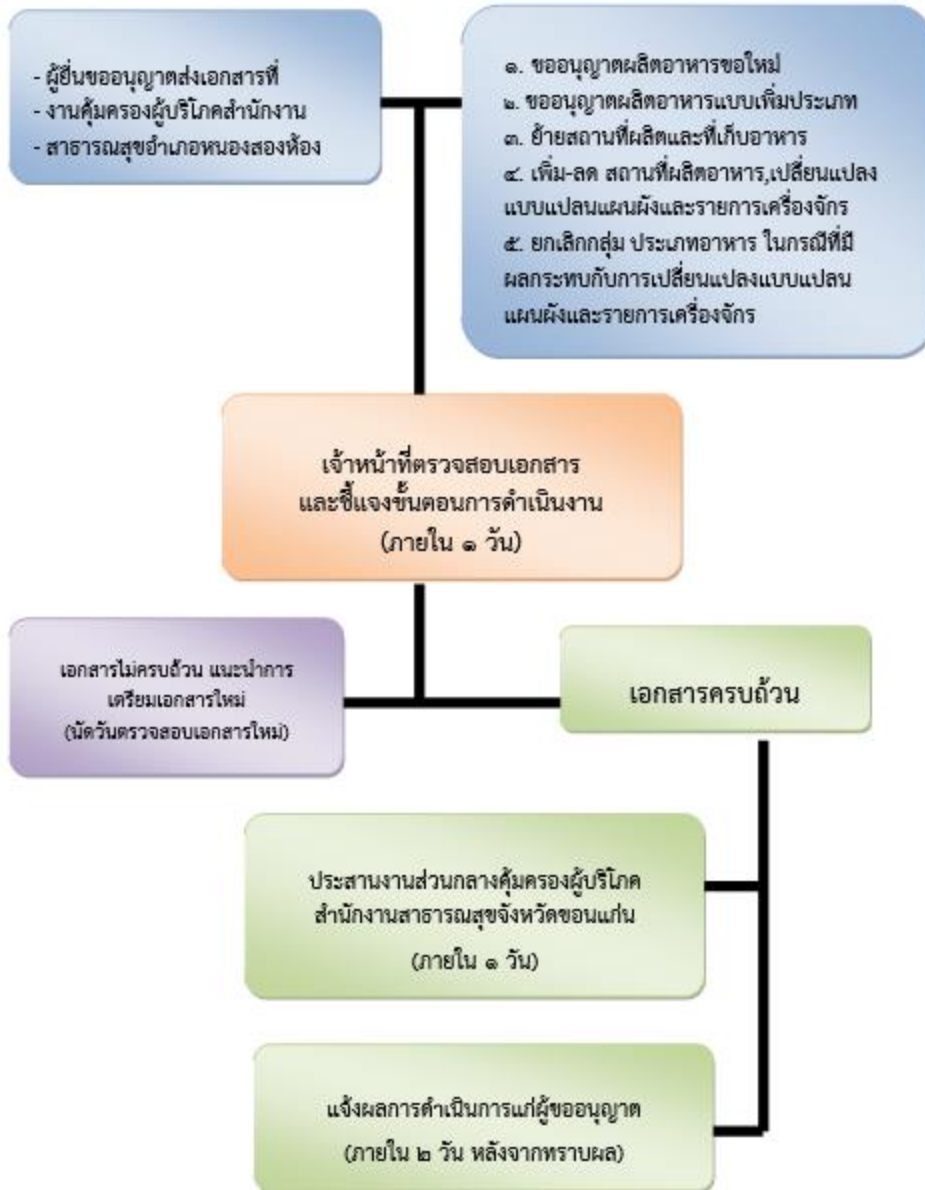 - ผู้ยื่นขออนุญาตส่งเอกสารที่
- งานคุ้มครองผู้บริโภคสำนักงาน
- สาธารณสุขอำเภอหนองสองห้อง
๑. ขออนุญาตผลิตอาหารขอใหม่
๒. ขออนุญาตผลิตอาหารแบบเพิ่มประเภท
๓. ย้ายสถานที่ผลิตและที่เก็บอาหาร
๔. เพิ่ม-ลด สถานที่ผลิตอาหาร,เปลี่ยนแปลง
แบบแปลนแผนผังและรายการเครื่องจักร
๕. ยกเลิกกลุ่ม ประเภทอาหาร ในกรณีที่มี
ผลกระทบกับการเปลี่ยนแปลงแบบแปลน
แผนผังและรายการเครื่องจักร
เจ้าหน้าที่ตรวจสอบเอกสาร
และชี้แจงขั้นตอนการดำเนินงาน
(ภายใน ๑ วัน)
เอกสารไม่ครบถ้วน แนะนำการ
เตรียมเอกสารใหม่
(นัดวันตรวจสอบเอกสารใหม่)
เอกสารครบถ้วน
ประสานงานส่วนกลางคุ้มครองผู้บริโภค
สำนักงานสาธารณสุขจังหวัดขอนแก่น
(ภายใน ๑ วัน)
แจ้งผลการดำเนินการแก่ผู้ขออนุญาต
(ภายใน ๒ วัน หลังจากทราบผล)